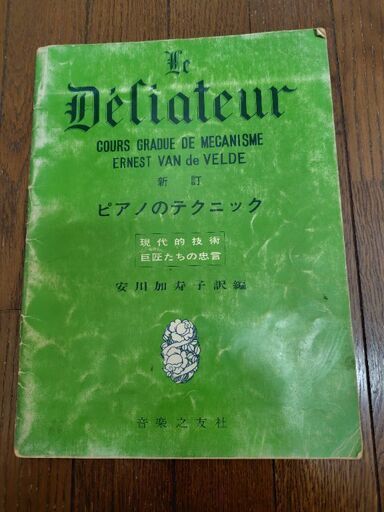 Le
Déliateur
COURS GRADUE DE MECANISME
ERNEST VAN de VELDE
新訂
ピアノのテクニック
現代的技術
巨匠たちの忠言
安川加寿子訳編
音楽之友社